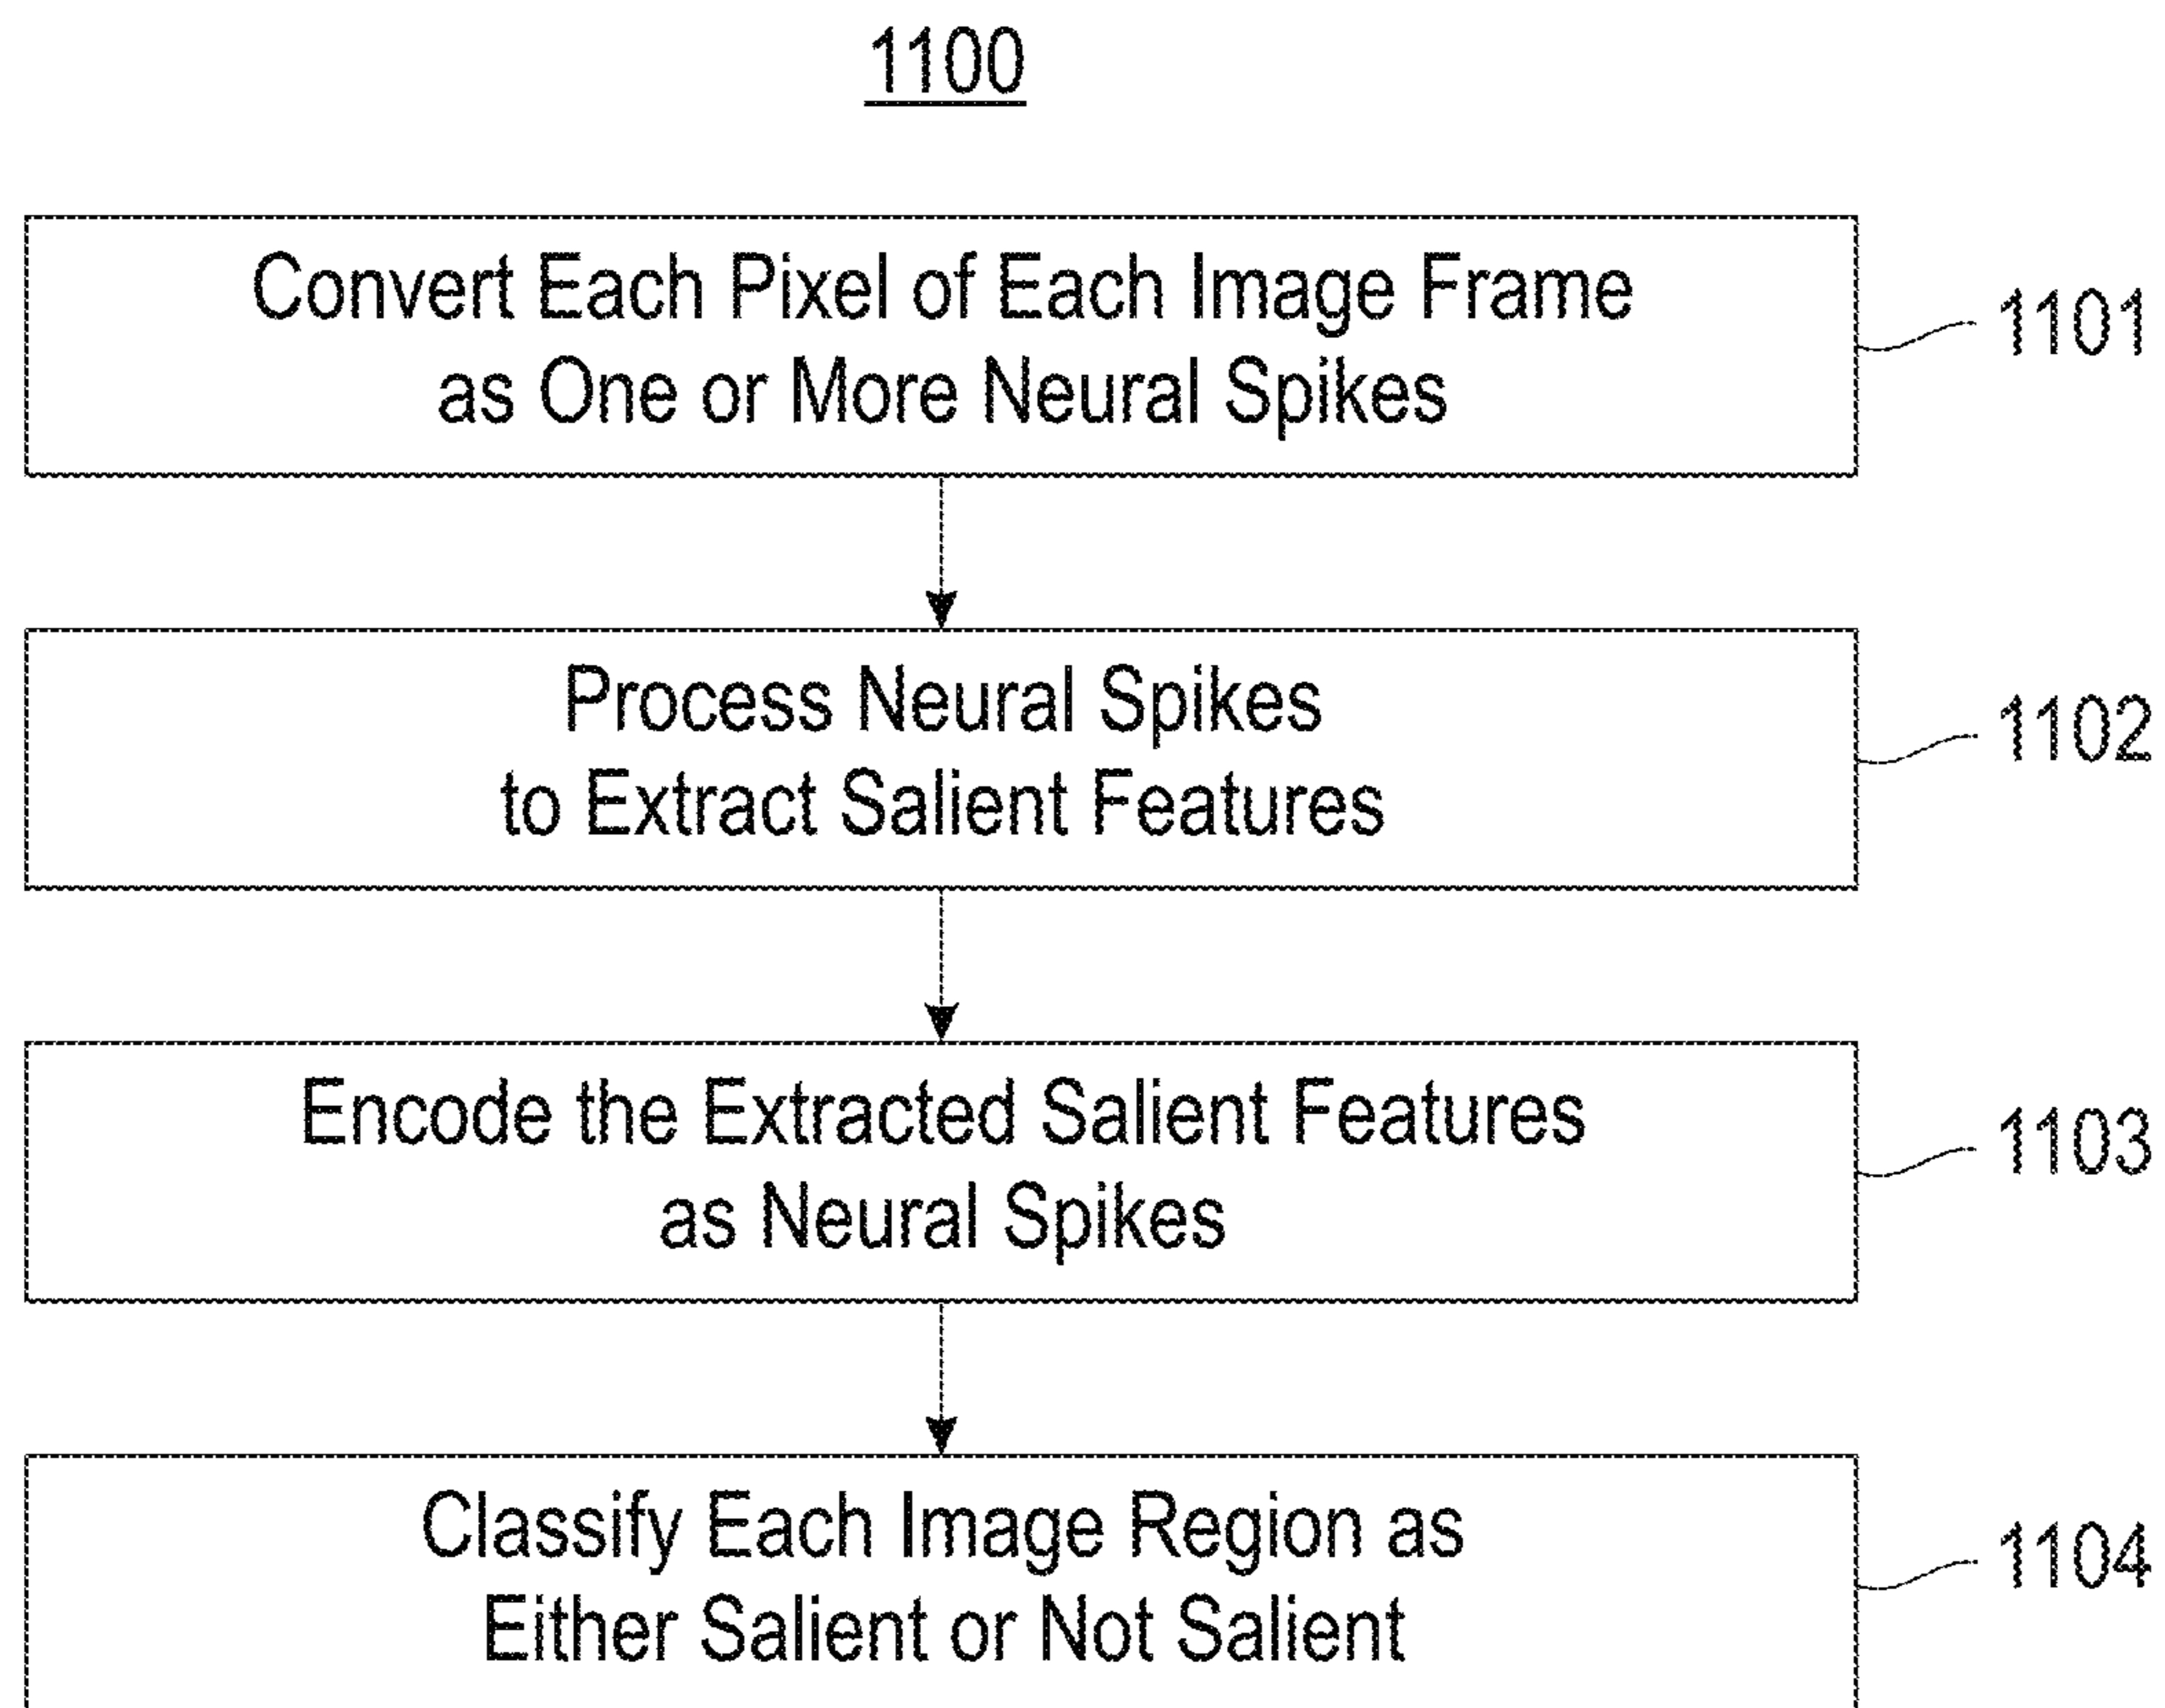 1100
Convert Each Pixel of Each Image Frame
as One or More Neural Spikes
1101
Process Neural Spikes
to Extract Salient Features
1102
Encode the Extracted Salient Features
as Neural Spikes
1103
Classify Each Image Region as
Either Salient or Not Salient
1104